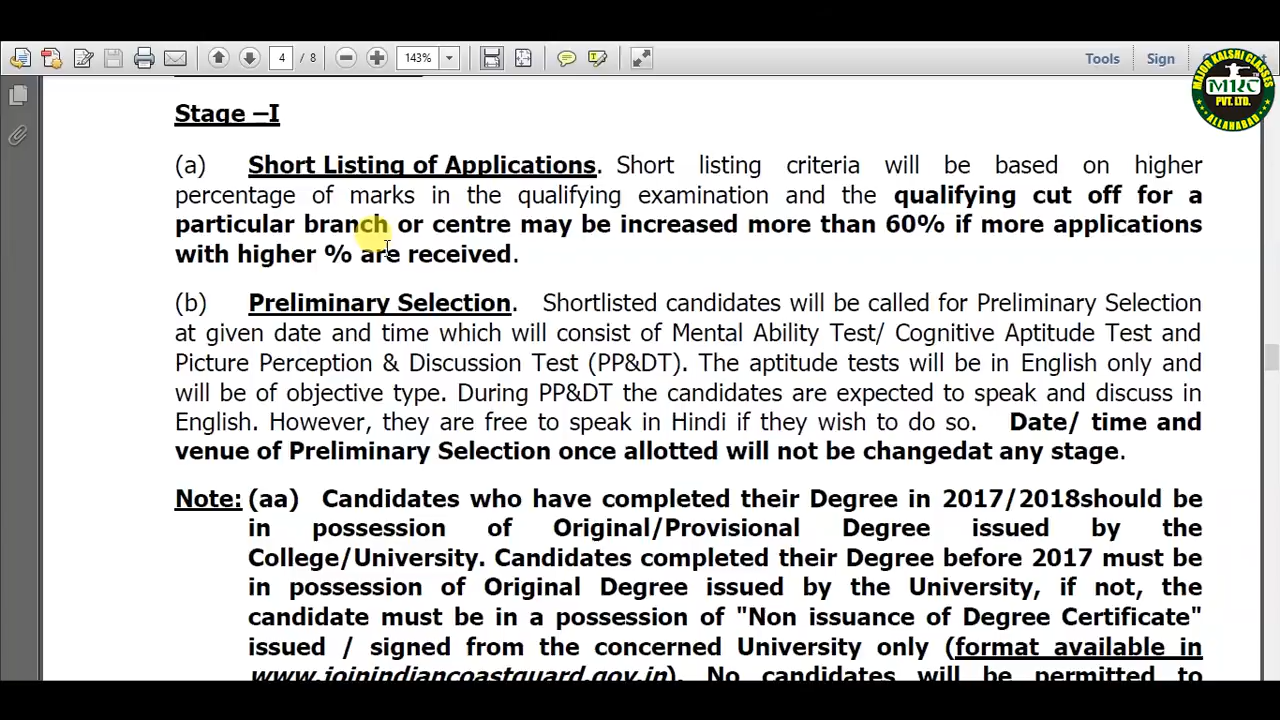 4 / 8
143%
Tools
Sign
MAJOR KALSHI CLASSES
MKC
PVT. LTD.
ALLAHABAD
Stage –I
(a) Short Listing of Applications. Short listing criteria will be based on higher
percentage of marks in the qualifying examination and the qualifying cut off for a
particular branch or centre may be increased more than 60% if more applications
with higher % are received.
(b) Preliminary Selection. Shortlisted candidates will be called for Preliminary Selection
at given date and time which will consist of Mental Ability Test/ Cognitive Aptitude Test and
Picture Perception & Discussion Test (PP&DT). The aptitude tests will be in English only and
will be of objective type. During PP&DT the candidates are expected to speak and discuss in
English. However, they are free to speak in Hindi if they wish to do so. Date/ time and
venue of Preliminary Selection once allotted will not be changedat any stage.
Note: (aa) Candidates who have completed their Degree in 2017/2018should be
in possession of Original/Provisional Degree issued by the
College/University. Candidates completed their Degree before 2017 must be
in possession of Original Degree issued by the University, if not, the
candidate must be in a possession of "Non issuance of Degree Certificate"
issued / signed from the concerned University only (format available in
www.joinindiancoastguard.gov.in). No candidates will be permitted to